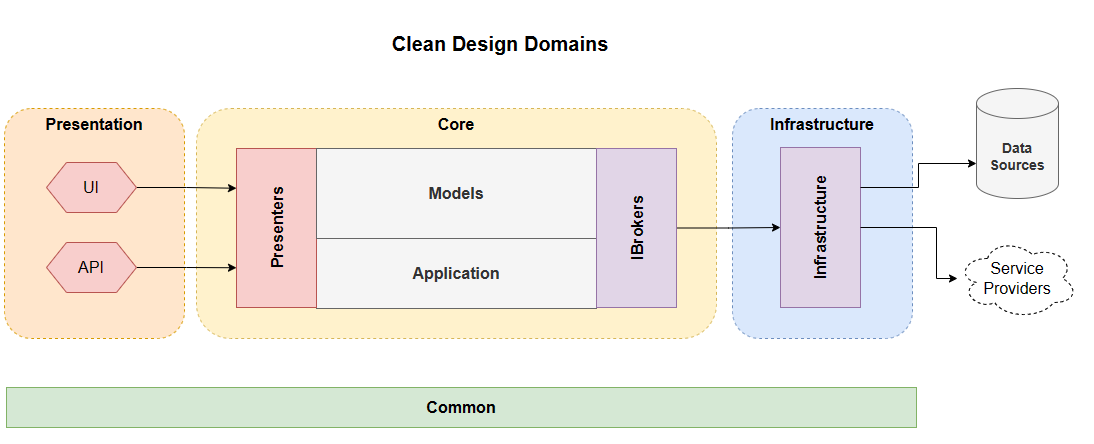 Clean Design Domains
Presentation
UI
API
Core
Presenters
Models
Application
IBrokers
Infrastructure
Infrastructure
Data
Sources
Service
Providers
Common